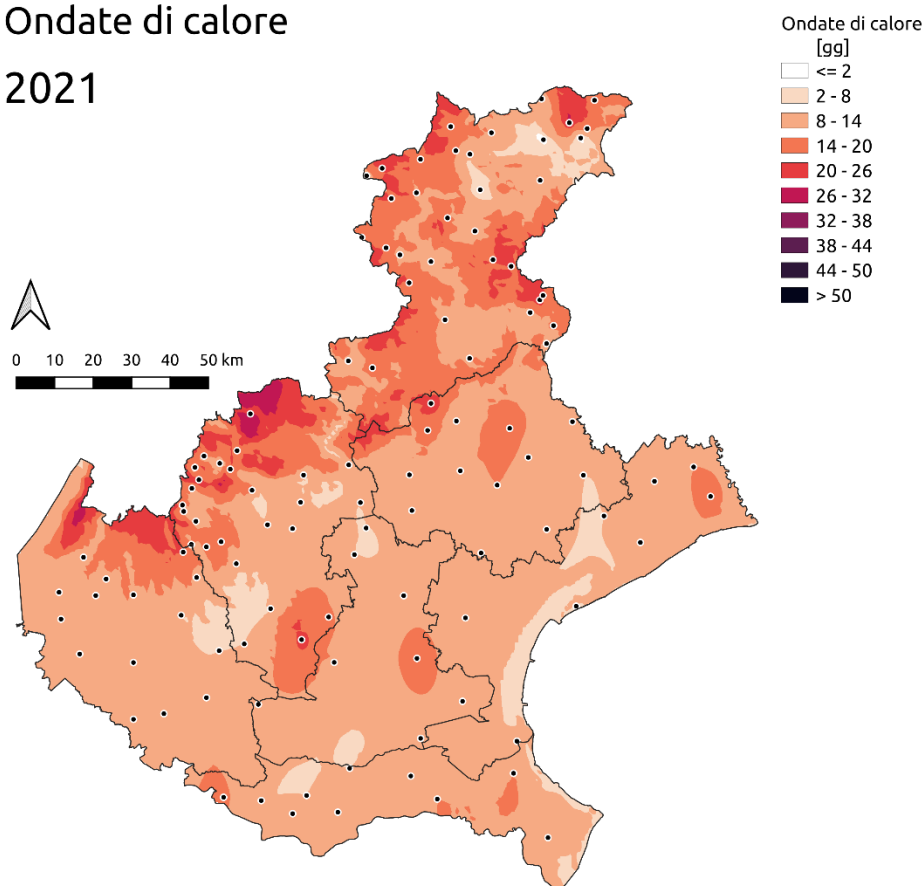 Ondate di calore
2021
Ondate di calore
[gg]
<= 2
2 - 8
8 - 14
14 - 20
20 - 26
26 - 32
32 - 38
38 - 44
44 - 50
> 50
0 10 20 30 40 50 km